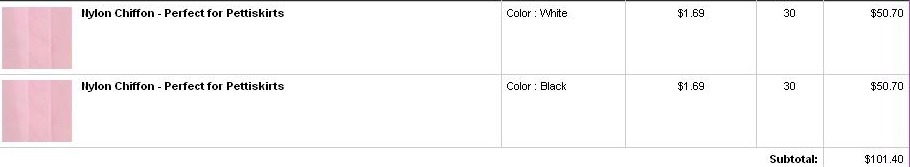 Nylon Chiffon - Perfect for Pettiskirts Color : White $1.69 30 $50.70
Nylon Chiffon - Perfect for Pettiskirts Color : Black $1.69 30 $50.70
Subtotal: $101.40